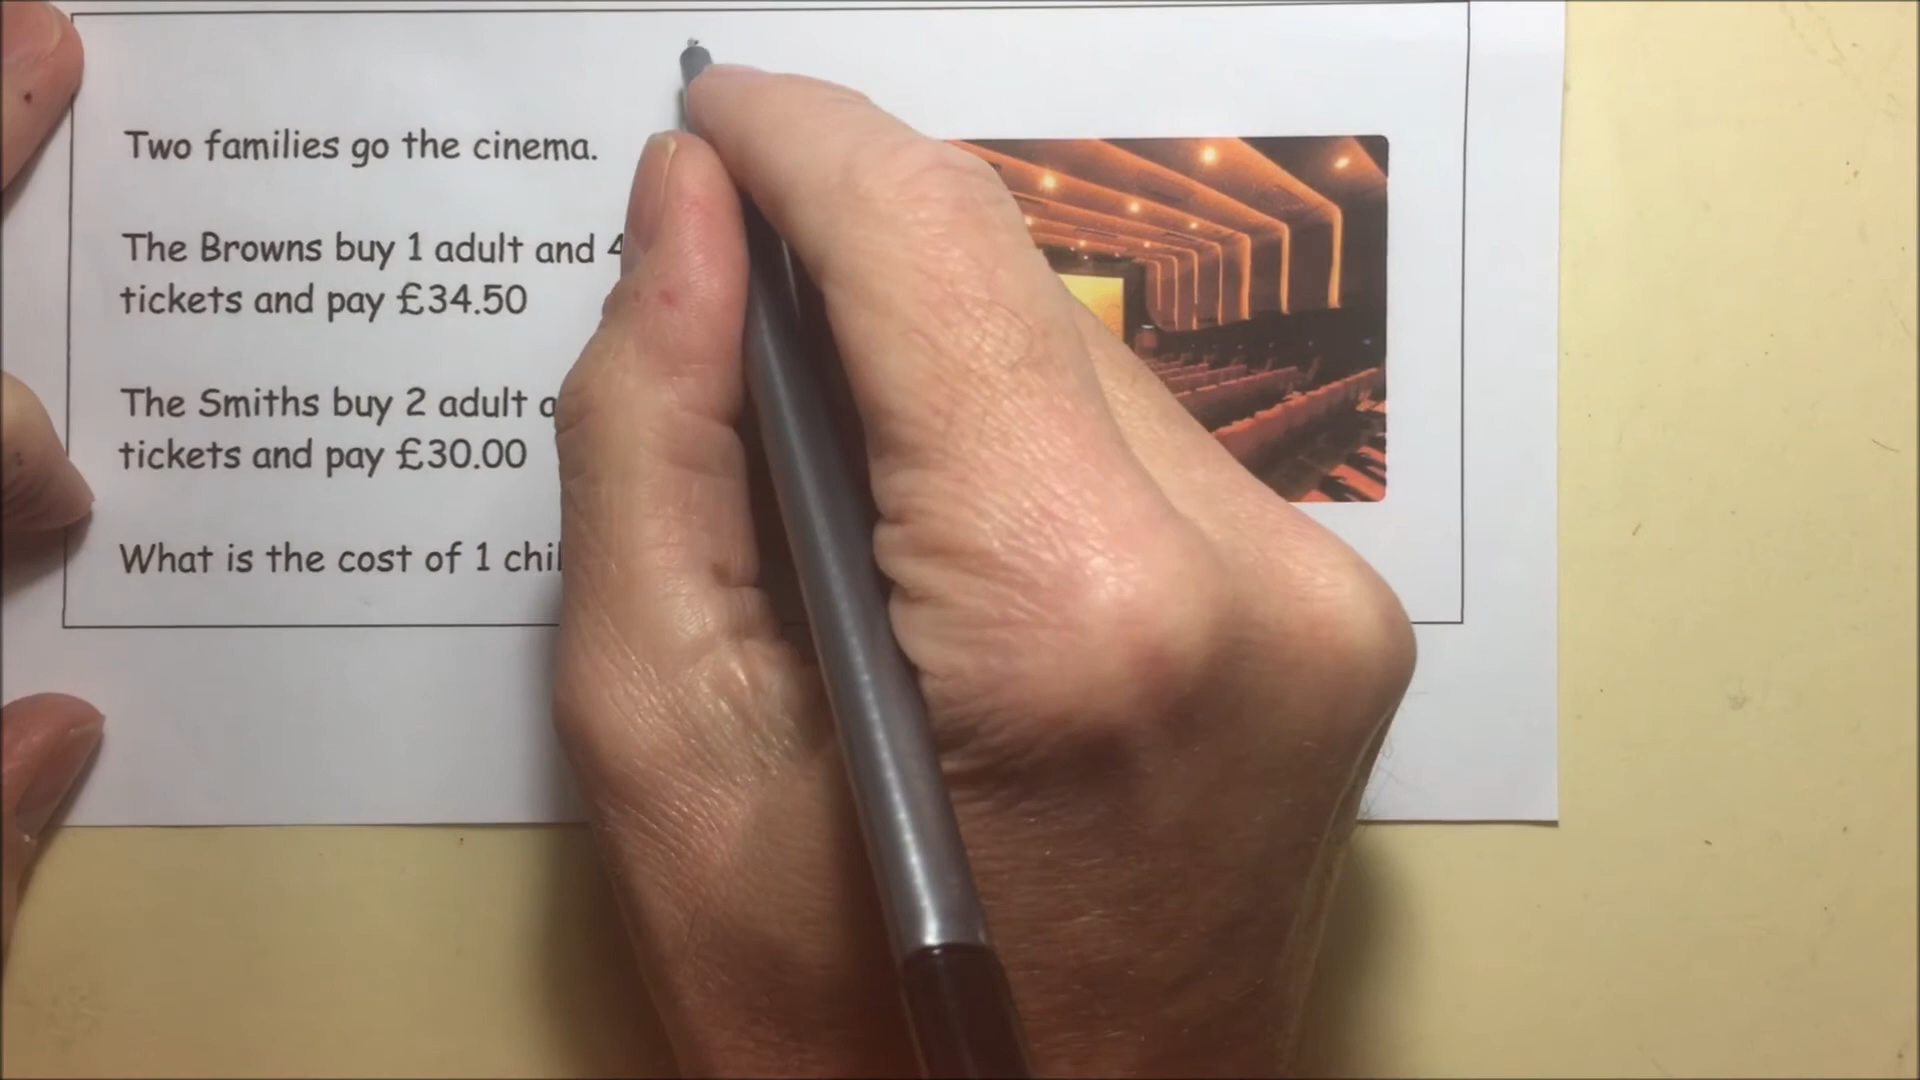 Two families go the cinema.
The Browns buy 1 adult and 4
tickets and pay £34.50
The Smiths buy 2 adult
tickets and pay £30.00
What is the cost of 1